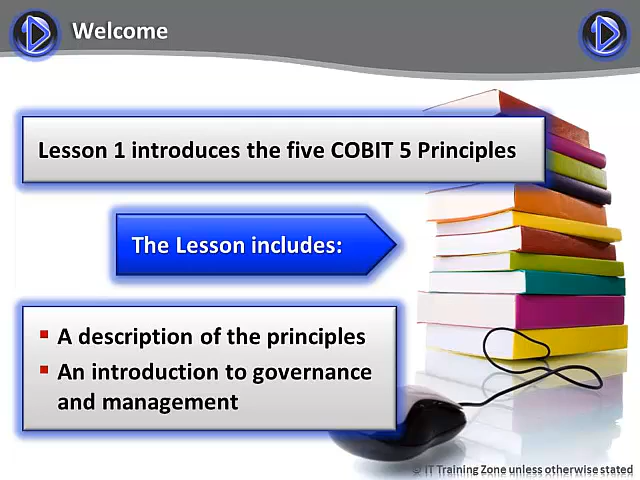 Welcome
Lesson 1 introduces the five COBIT 5 Principles
The Lesson includes:
A description of the principles
An introduction to governance
and management
© IT Training Zone unless otherwise stated